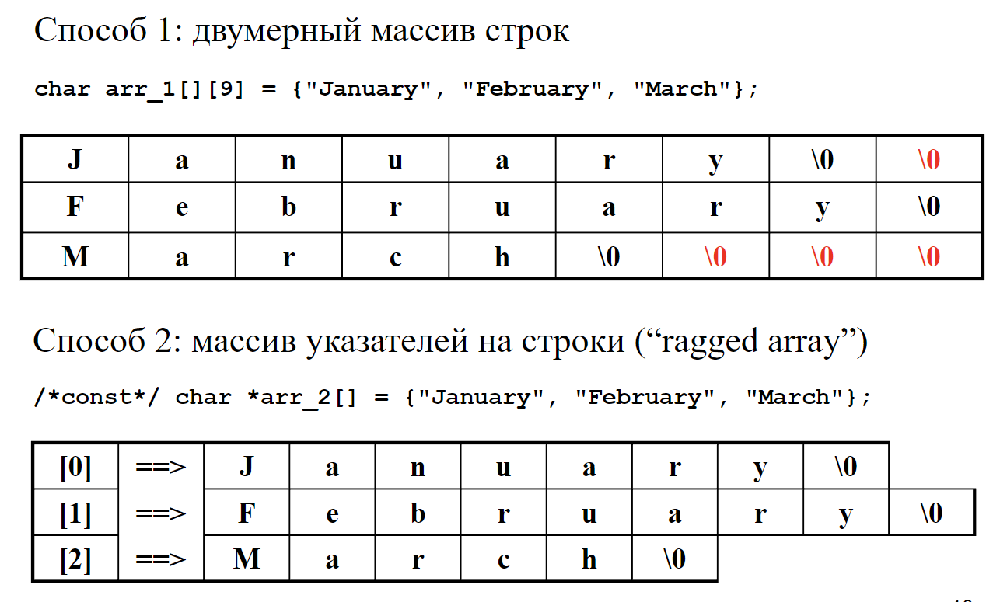 Способ 1: двумерный массив строк
char arr_1[][9] = {"January", "February", "March"};
J a n u a r y \0 \0
F e b r u a r y \0
M a r c h \0 \0 \0 \0
Способ 2: массив указателей на строки (“ragged array”)
/*const*/ char *arr_2[] = {"January", "February", "March"};
[0] ==> J a n u a r y \0
[1] ==> F e b r u a r y \0
[2] ==> M a r c h \0